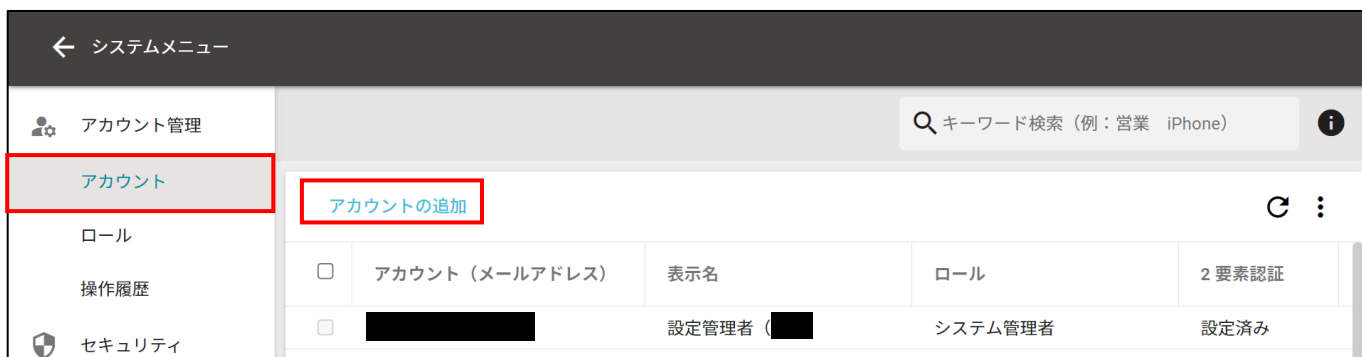 システムメニュー
アカウント管理
キーワード検索（例：営業　iPhone）
アカウント
アカウントの追加
ロール
操作履歴
セキュリティ
アカウント（メールアドレス） 表示名 ロール 2 要素認証
設定管理者（ システム管理者 設定済み